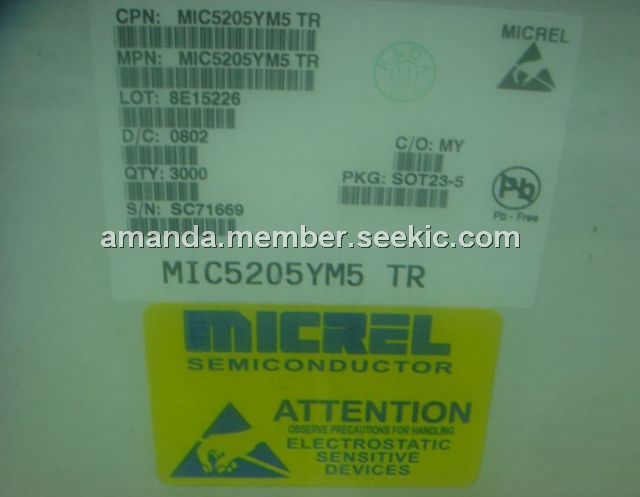 CPN: MIC5205YM5 TR
MICREL
MPN: MIC5205YM5 TR
LOT: 8E15226
D/C: 0802
C/O: MY
QTY: 3000
PKG: SOT23-5
Pb
Pb - Free
S/N: SC71669
amanda.member.seekic.com
MIC5205YM5 TR
MICREL
SEMICONDUCTOR
ATTENTION
OBSERVE PRECAUTIONS FOR HANDLING
ELECTROSTATIC
SENSITIVE
DEVICES